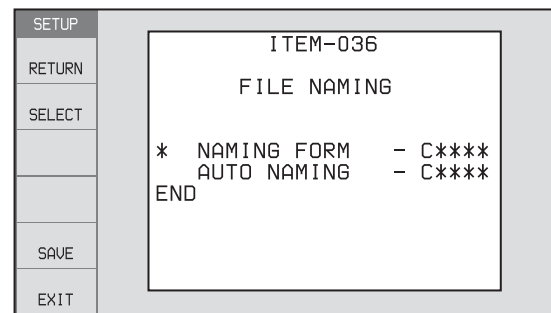 SETUP
RETURN
SELECT
SAVE
EXIT
ITEM-036
FILE NAMING
* NAMING FORM - C****
AUTO NAMING - C****
END